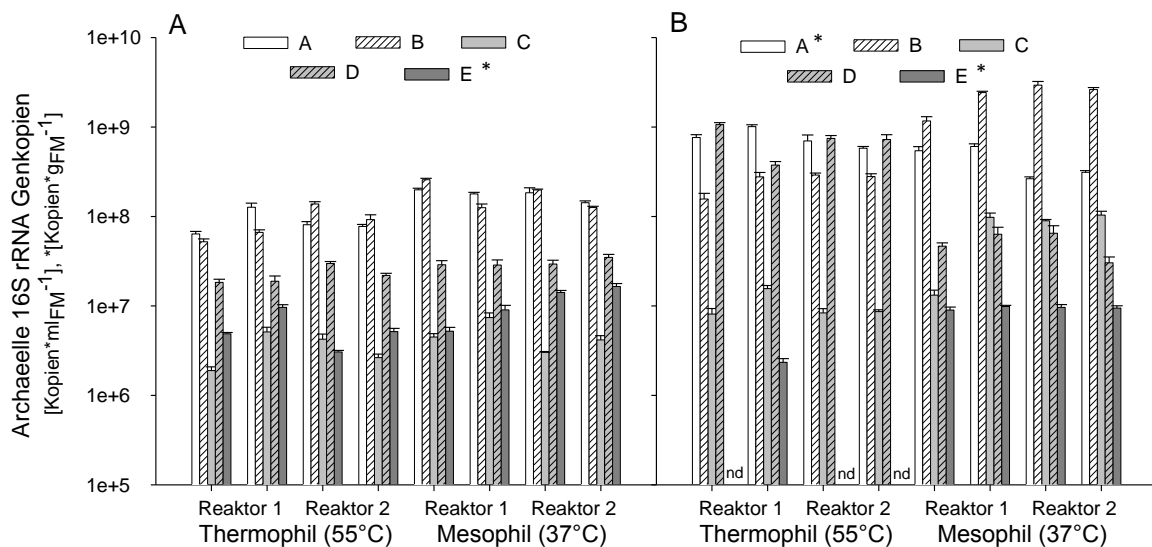 Archaeelle 16S rRNA Genkopien
[Kopien*mlFM-1], *[Kopien*gFM-1]
1e+10
1e+9
1e+8
1e+7
1e+6
1e+5
A
A
B
C
D
E *
Reaktor 1
Reaktor 2
Reaktor 1
Reaktor 2
Thermophil (55°C)
Mesophil (37°C)
B
A *
B
C
D
E *
nd
nd
nd
Reaktor 1
Reaktor 2
Reaktor 1
Reaktor 2
Thermophil (55°C)
Mesophil (37°C)